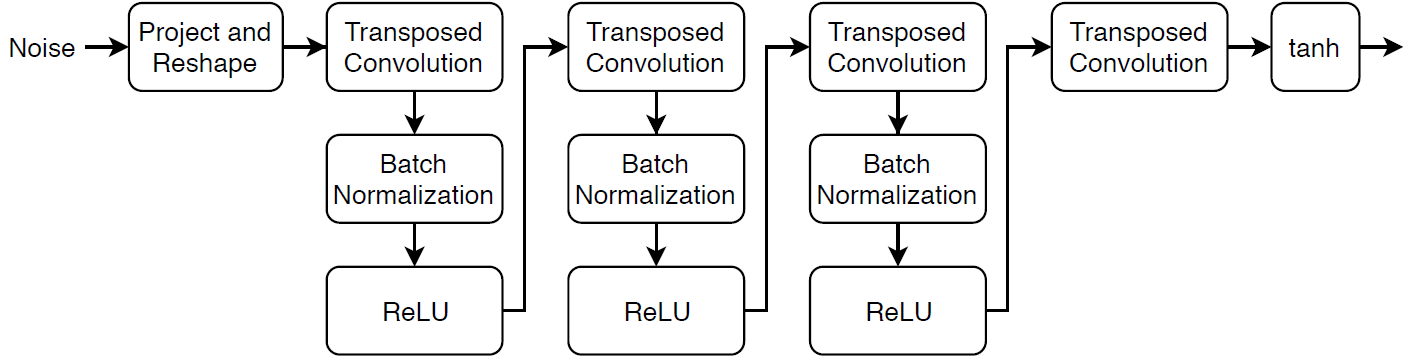 Noise
Project and
Reshape
Transposed
Convolution
Batch
Normalization
ReLU
Transposed
Convolution
Batch
Normalization
ReLU
Transposed
Convolution
Batch
Normalization
ReLU
Transposed
Convolution
tanh